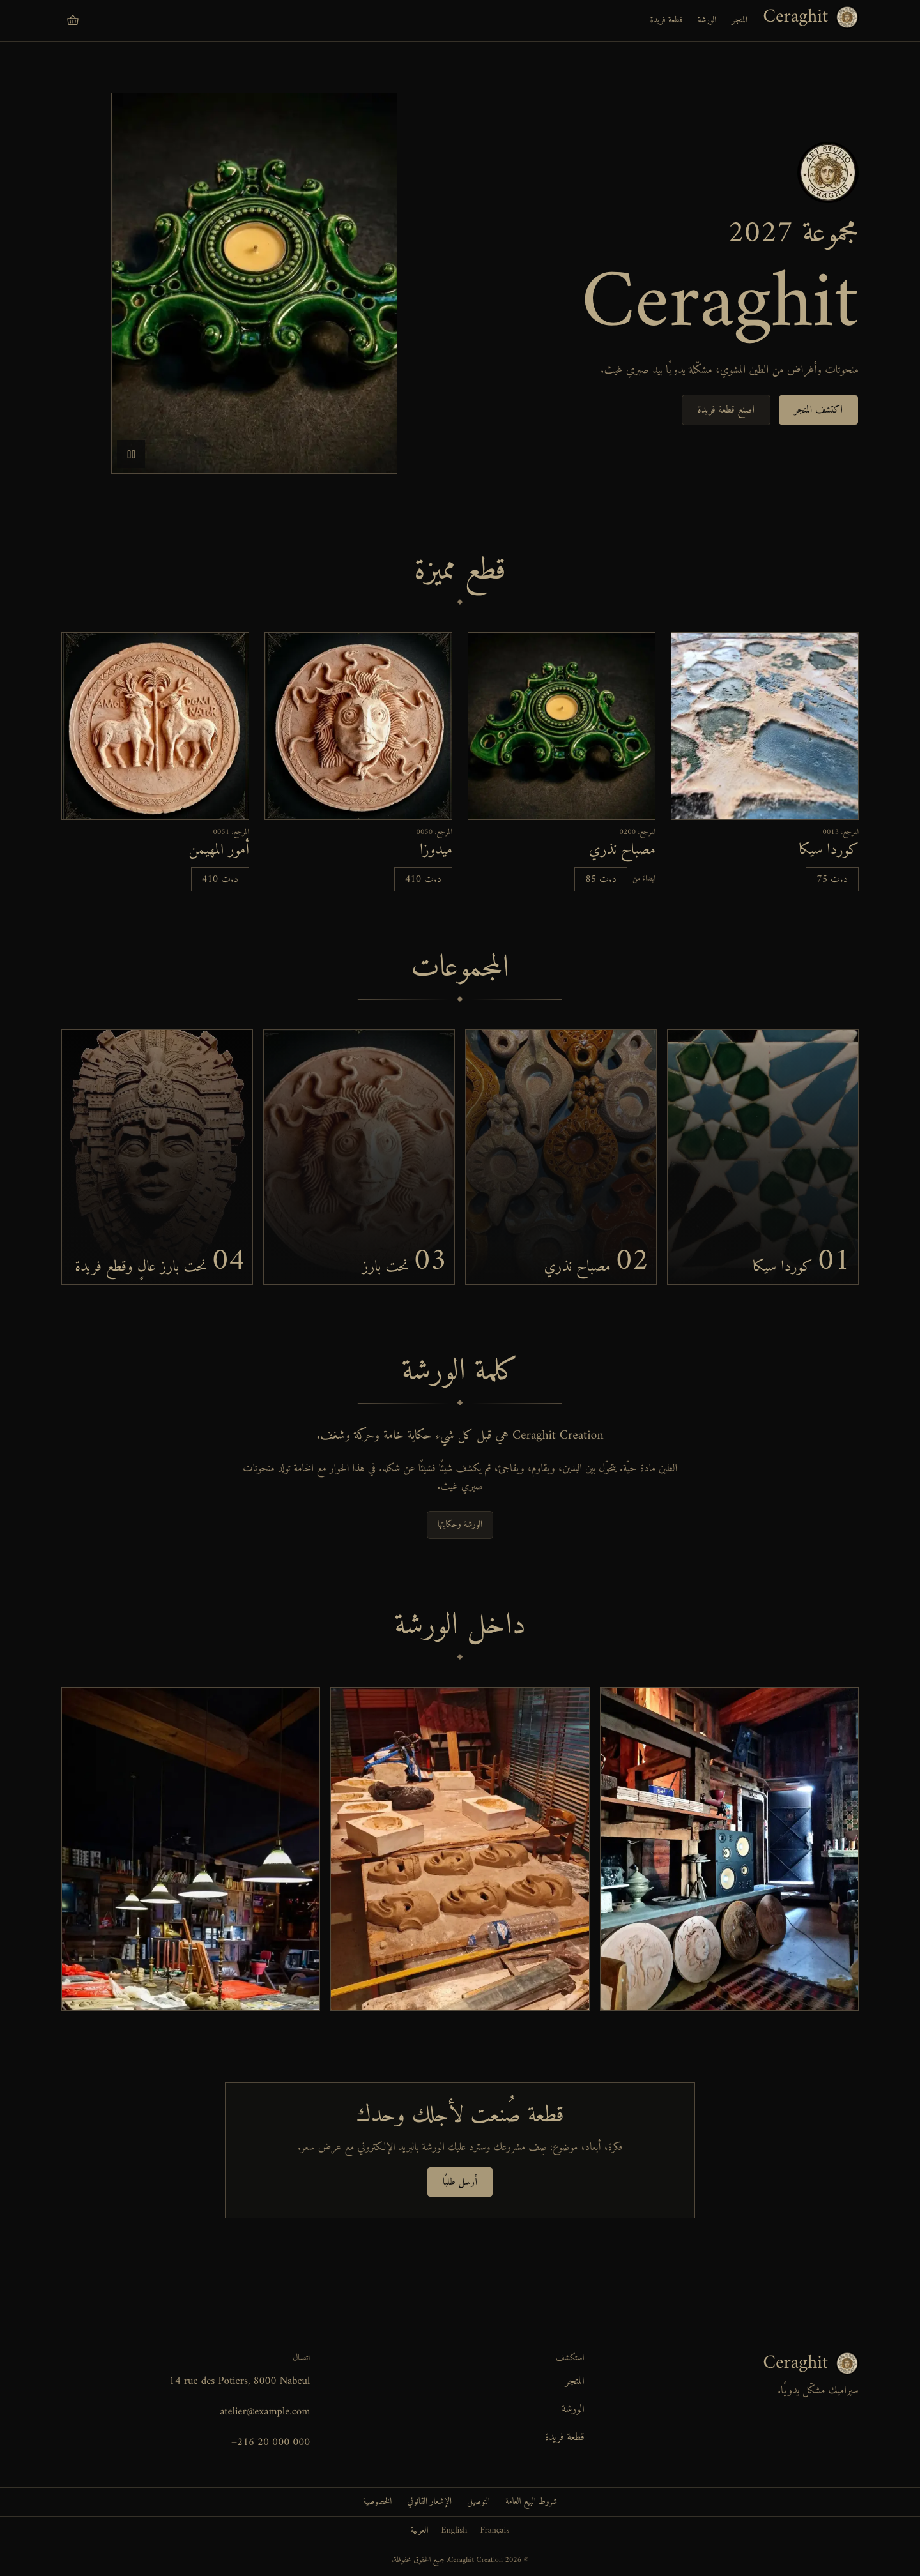 Ceraghit
المتجر
الورشة
قطعة فريدة
ART STUDIO
CERAGHIT
مجموعة 2027
Ceraghit
منحوتات وأغراض من الطين المشوي، مشكّلة يدويًا بيد صبري غيث.
اكتشف المتجر
اصنع قطعة فريدة
قطع مميزة
المرجع: 0013
كوردا سيكا
د.ت 75
المرجع: 0200
مصباح نذري
ابتداءً من
د.ت 85
المرجع: 0050
ميدوزا
د.ت 410
AMOR DOMI
NATOR
المرجع: 0051
أمور المهيمن
د.ت 410
المجموعات
01 كوردا سيكا
02 مصباح نذري
03 نحت بارز
04 نحت بارز عالٍ وقطع فريدة
كلمة الورشة
Ceraghit Creation هي قبل كل شيء حكاية خامة وحركة وشغف.
الطين مادة حيّة. يتحوّل بين اليدين، ويقاوم، ويفاجئ، ثم يكشف شيئًا فشيئًا عن شكله. في هذا الحوار مع الخامة تولد منحوتات
صبري غيث.
الورشة وحكايتها
داخل الورشة
قطعة صُنعت لأجلك وحدك
فكرة، أبعاد، موضوع: صِف مشروعك وسترد عليك الورشة بالبريد الإلكتروني مع عرض سعر.
أرسل طلبًا
Ceraghit
سيراميك مشكّل يدويًا.
استكشف
المتجر
الورشة
قطعة فريدة
اتصال
14 rue des Potiers, 8000 Nabeul
atelier@example.com
+216 20 000 000
شروط البيع العامة
التوصيل
الإشعار القانوني
الخصوصية
Français
English
العربية
© 2026 Ceraghit Creation. جميع الحقوق محفوظة.